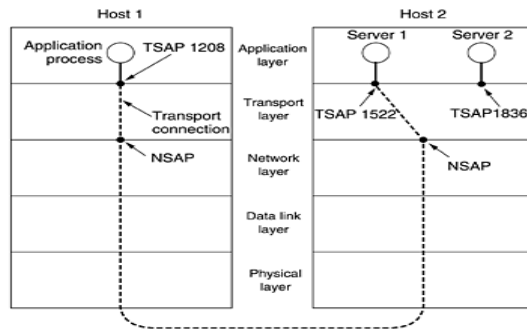 Host 1
Host 2
Application
process
TSAP 1208
Application
layer
Server 1
Server 2
Transport
connection
Transport
layer
TSAP 1522
TSAP1836
NSAP
Network
layer
NSAP
Data link
layer
Physical
layer